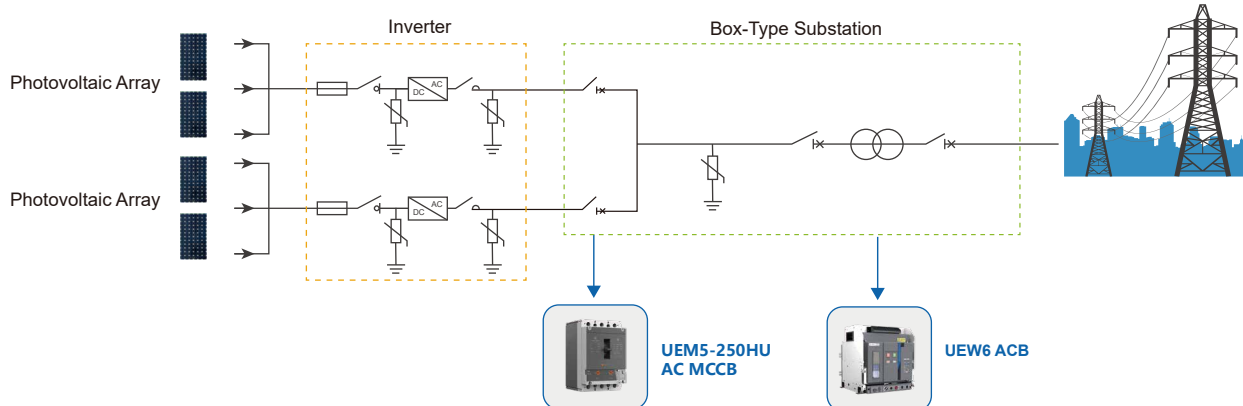 Inverter
Box-Type Substation
Photovoltaic Array
AC
DC
Photovoltaic Array
AC
DC
UEM5-250HU
AC MCCB
UEW6 ACB